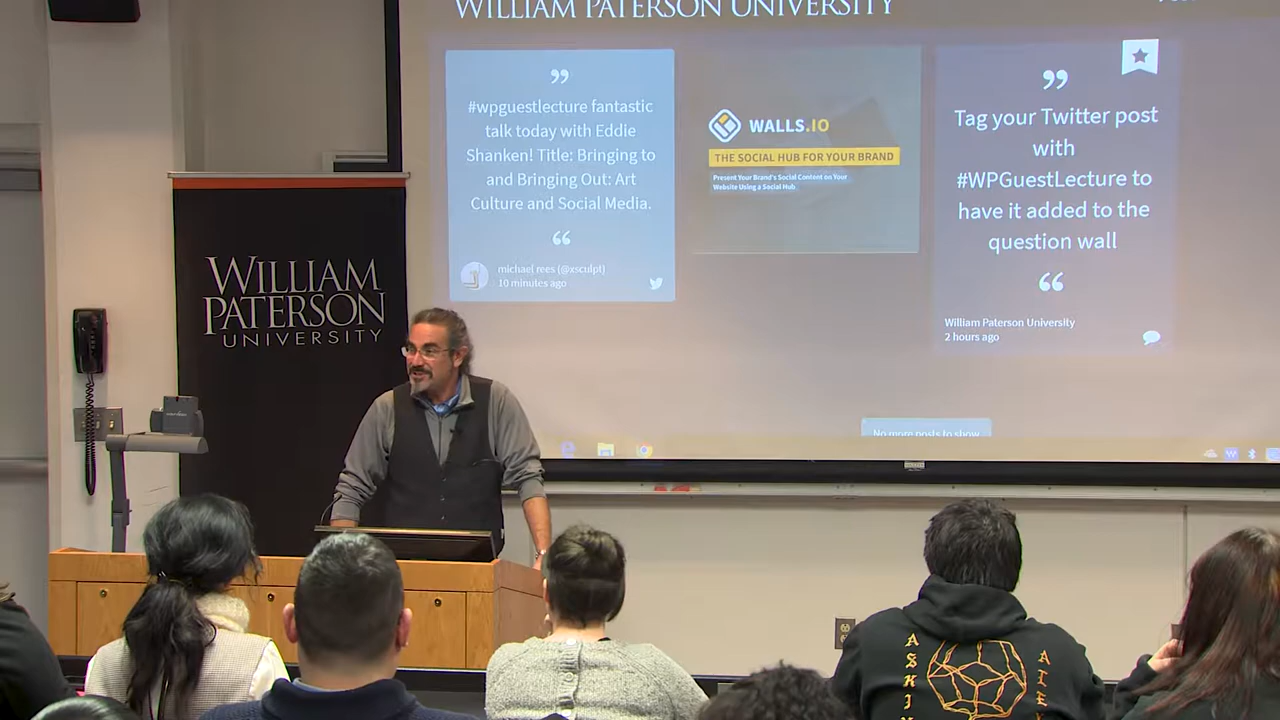 WILLIAM PATERSON UNIVERSITY
#wpguestlecture fantastic
talk today with Eddie
Shanken! Title: Bringing to
and Bringing Out: Art
Culture and Social Media.
michael rees (@xsculpt)
10 minutes ago
WALLS.IO
THE SOCIAL HUB FOR YOUR BRAND
Present Your Brand's Social Content on Your
Website Using a Social Hub
Tag your Twitter post
with
#WPGuestLecture to
have it added to the
question wall
William Paterson University
2 hours ago
No more posts to show
WILLIAM
PATERSON
UNIVERSITY